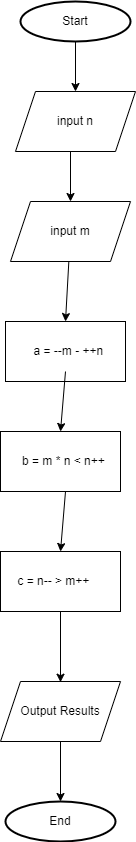 Start
input n
input m
a = --m - ++n
b = m * n < n++
c = n-- > m++
Output Results
End